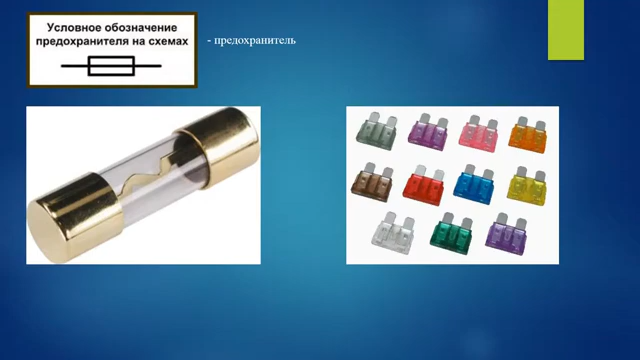 Условное обозначение
предохранителя на схемах
- предохранитель